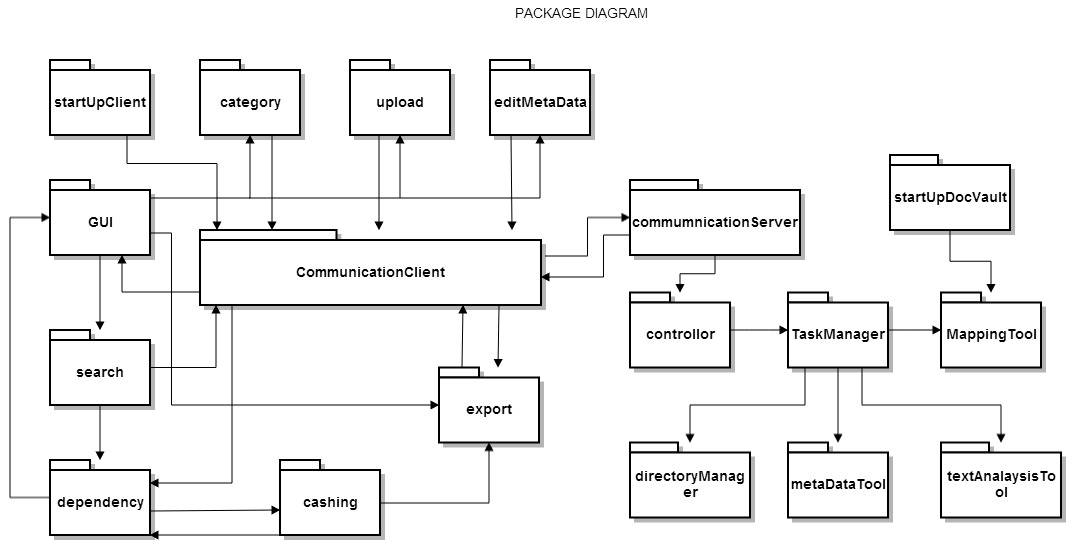 PACKAGE DIAGRAM
startUpClient
category
upload
editMetaData
startUpDocVault
GUI
commumnicationServer
CommunicationClient
controllor
TaskManager
MappingTool
search
export
directoryManag
er
metaDataTool
textAnalaysisTo
ol
dependency
cashing